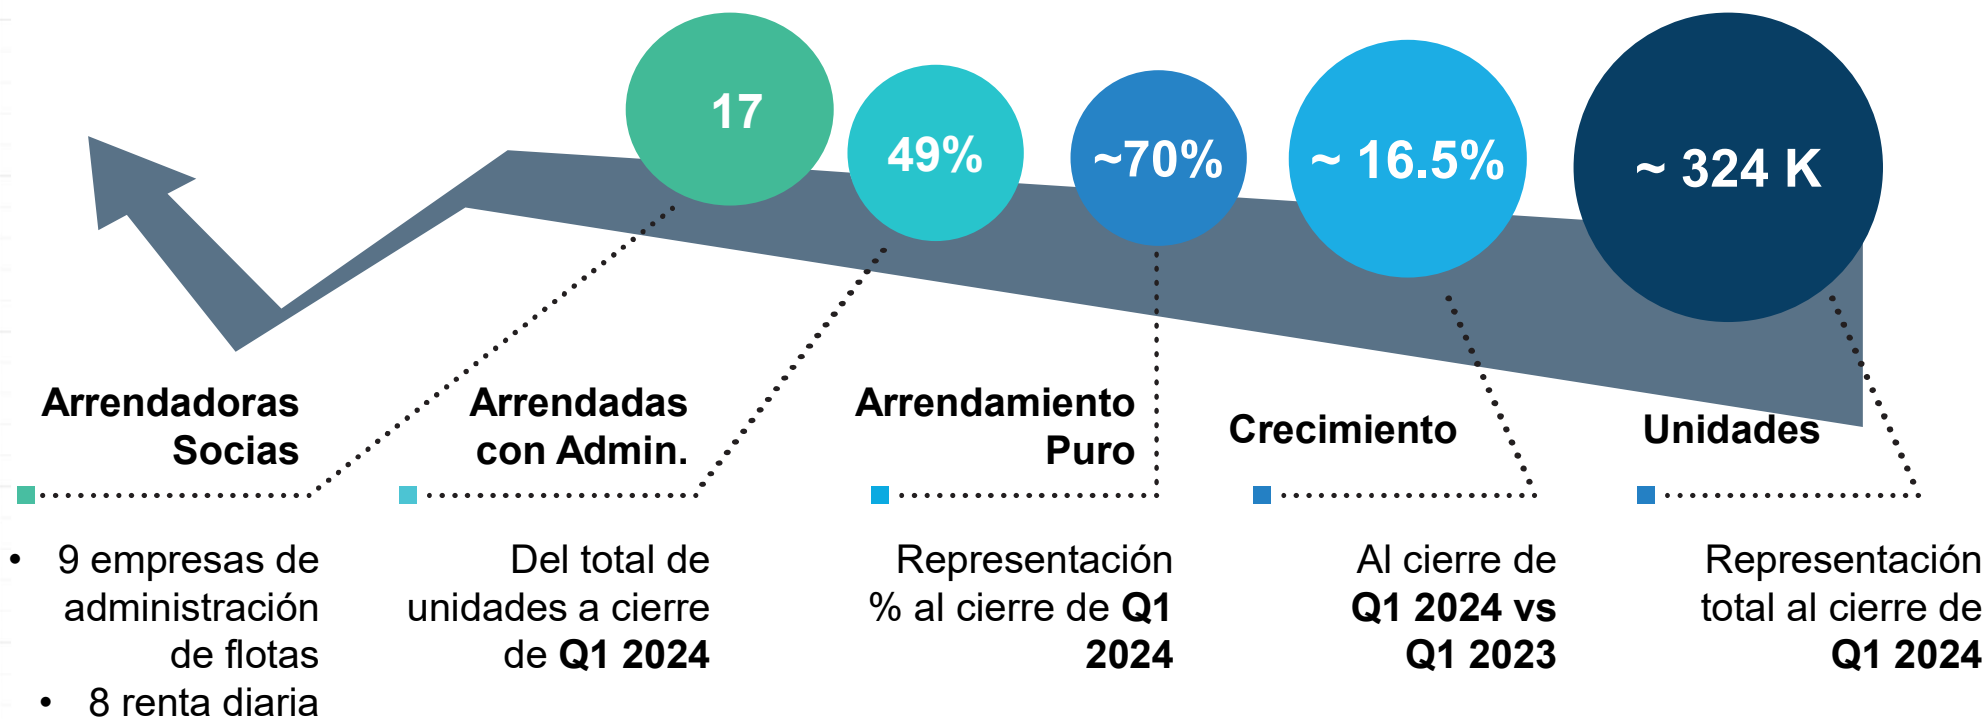 17
49%
~70%
~ 16.5%
~ 324 K
Arrendadoras
Socias
• 9 empresas de
administración
de flotas
• 8 renta diaria
Arrendadas
con Admin.
Del total de
unidades a cierre
de Q1 2024
Arrendamiento
Puro
Representación
% al cierre de Q1
2024
Crecimiento
Al cierre de
Q1 2024 vs
Q1 2023
Unidades
Representación
total al cierre de
Q1 2024